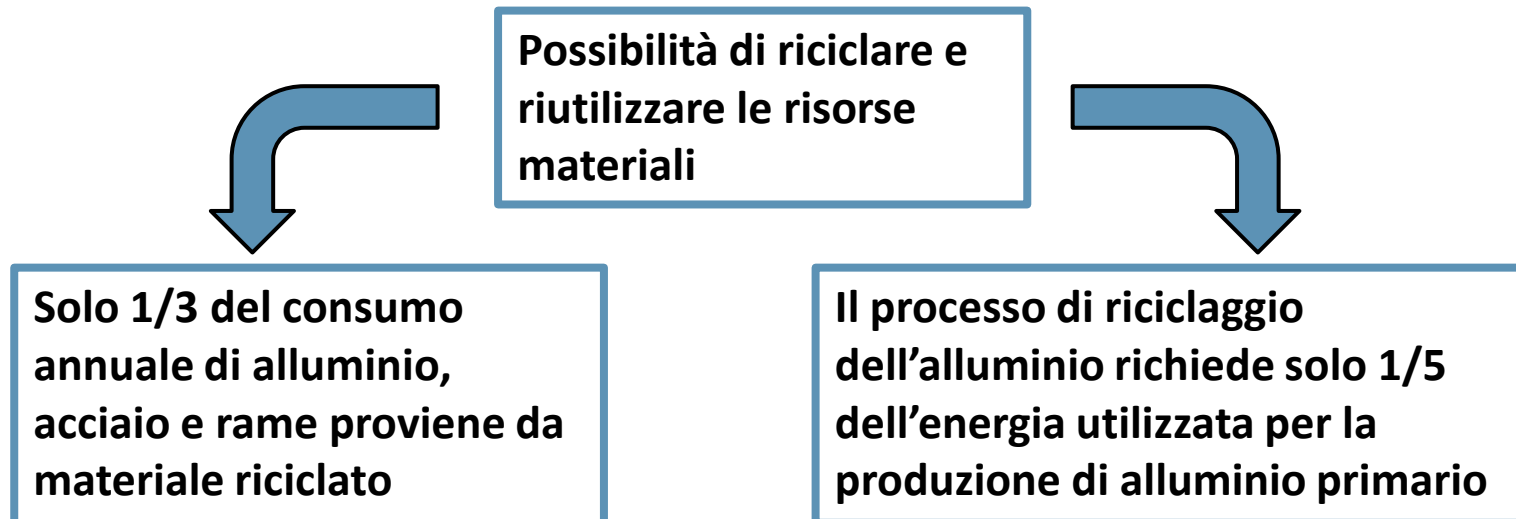 Possibilità di riciclare e
riutilizzare le risorse
materiali
Solo 1/3 del consumo
annuale di alluminio,
acciaio e rame proviene da
materiale riciclato
Il processo di riciclaggio
dell’alluminio richiede solo 1/5
dell’energia utilizzata per la
produzione di alluminio primario